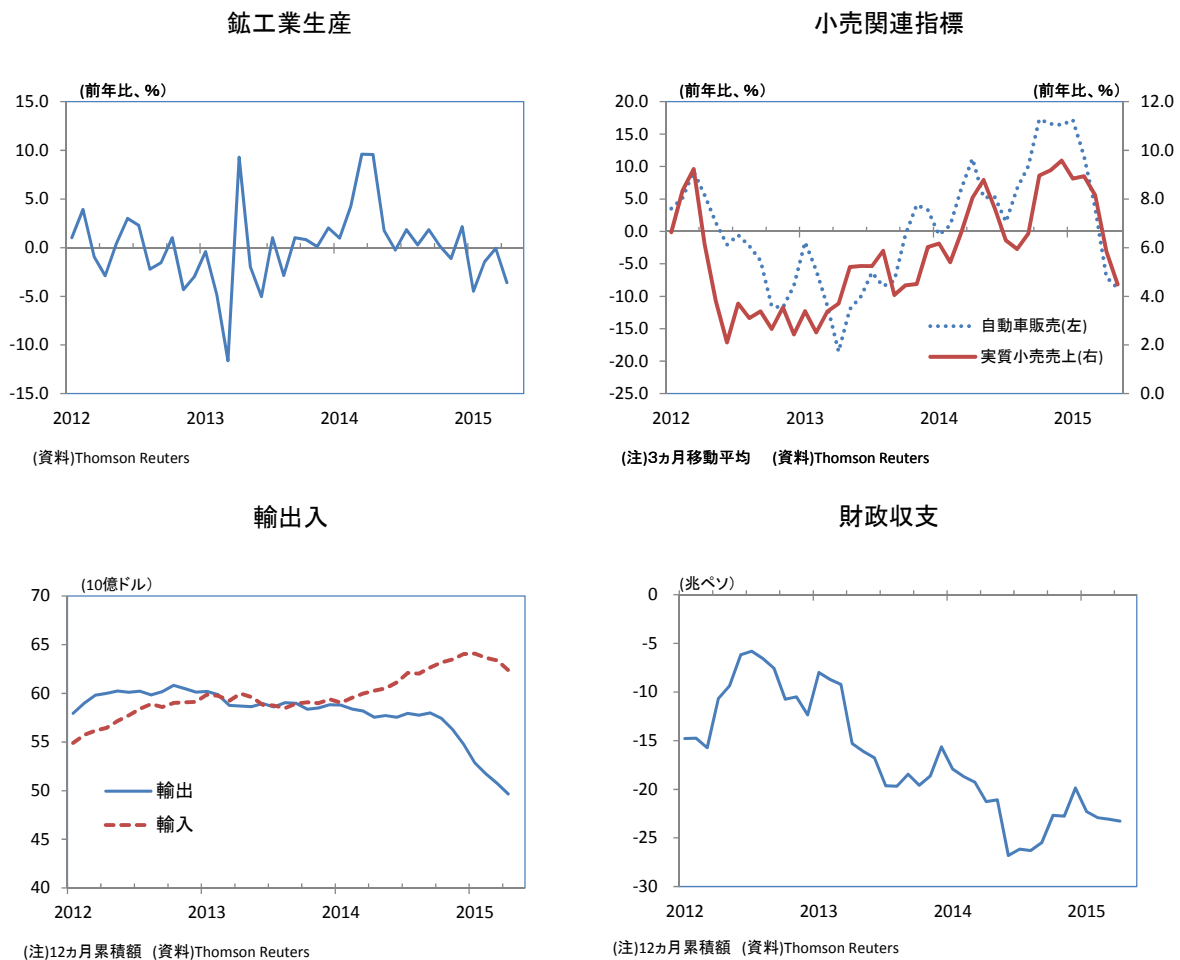 鉱工業生産
(前年比、%)
15.0
10.0
5.0
0.0
-5.0
-10.0
-15.0
2012 2013 2014 2015
(資料)Thomson Reuters
小売関連指標
(前年比、%) (前年比、%)
20.0 12.0
15.0
10.0 10.0
5.0 8.0
0.0
-5.0 6.0
-10.0 4.0
-15.0
-20.0 2.0
-25.0 0.0
自動車販売(左)
実質小売売上(右)
2012 2013 2014 2015
(注)3ヵ月移動平均 (資料)Thomson Reuters
輸出入
(10億ドル)
70
65
60
55
50
45
40
輸出
輸入
2012 2013 2014 2015
(注)12ヵ月累積額 (資料)Thomson Reuters
財政収支
(兆ペソ)
0
-5
-10
-15
-20
-25
-30
2012 2013 2014 2015
(注)12ヵ月累積額 (資料)Thomson Reuters